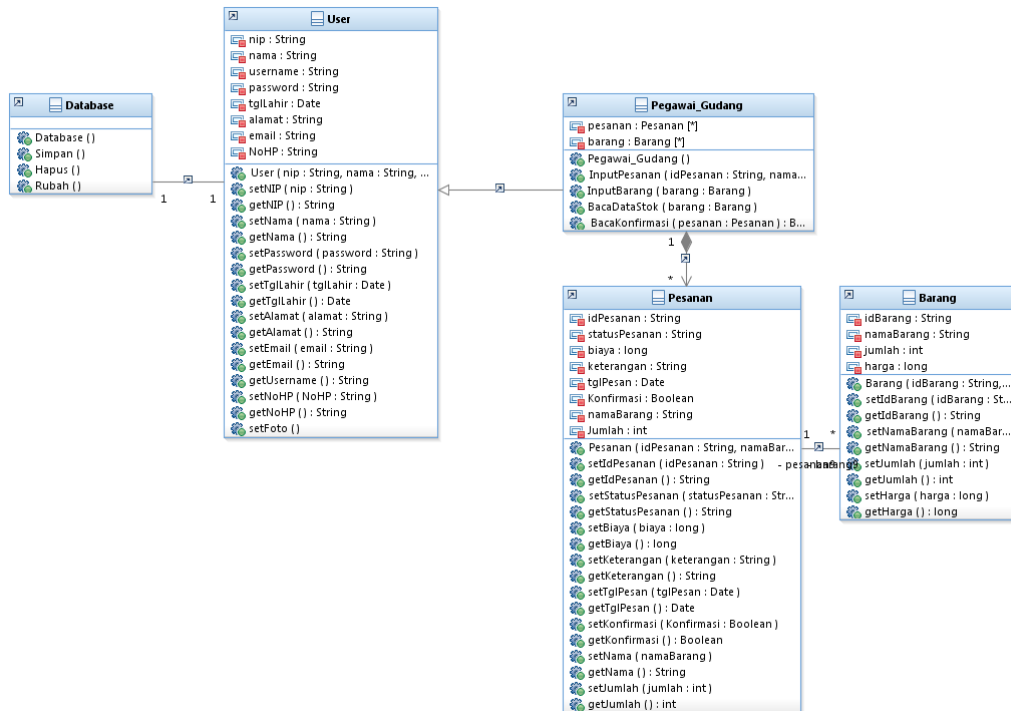 User
nip : String
nama : String
username : String
password : String
tglLahir : Date
alamat : String
email : String
NoHP : String
User ( nip : String, nama : String, ...
setNIP ( nip : String )
getNIP () : String
setNama ( nama : String )
getNama () : String
setPassword ( password : String )
getPassword () : String
setTglLahir ( tglLahir : Date )
getTglLahir () : Date
setAlamat ( alamat : String )
getAlamat () : String
setEmail ( email : String )
getEmail () : String
getUsername () : String
setNoHP ( NoHP : String )
getNoHP () : String
setFoto ()
Database
Database ()
Simpan ()
Hapus ()
Rubah ()
1
1
Pegawai_Gudang
pesanan : Pesanan [*]
barang : Barang [*]
Pegawai_Gudang ()
InputPesanan ( idPesanan : String, nama...
InputBarang ( barang : Barang )
BacaDataStok ( barang : Barang )
BacaKonfirmasi ( pesanan : Pesanan ) : B...
1
*
Pesanan
idPesanan : String
statusPesanan : String
biaya : long
keterangan : String
tglPesan : Date
Konfirmasi : Boolean
namaBarang : String
Jumlah : int
Pesanan ( idPesanan : String, namaBar...
setIdPesanan ( idPesanan : String )
getIdPesanan () : String
setStatusPesanan ( statusPesanan : Str...
getStatusPesanan () : String
setBiaya ( biaya : long )
getBiaya () : long
setKeterangan ( keterangan : String )
getKeterangan () : String
setTglPesan ( tglPesan : Date )
getTglPesan () : Date
setKonfirmasi ( Konfirmasi : Boolean )
getKonfirmasi () : Boolean
setNama ( namaBarang )
getNama () : String
setJumlah ( jumlah : int )
getJumlah () : int
1
*
Barang
idBarang : String
namaBarang : String
jumlah : int
harga : long
Barang ( idBarang : String,...
setIdBarang ( idBarang : St...
getIdBarang () : String
setNamaBarang ( namaBar...
getNamaBarang () : String
setJumlah ( jumlah : int )
getJumlah () : int
setHarga ( harga : long )
getHarga () : long